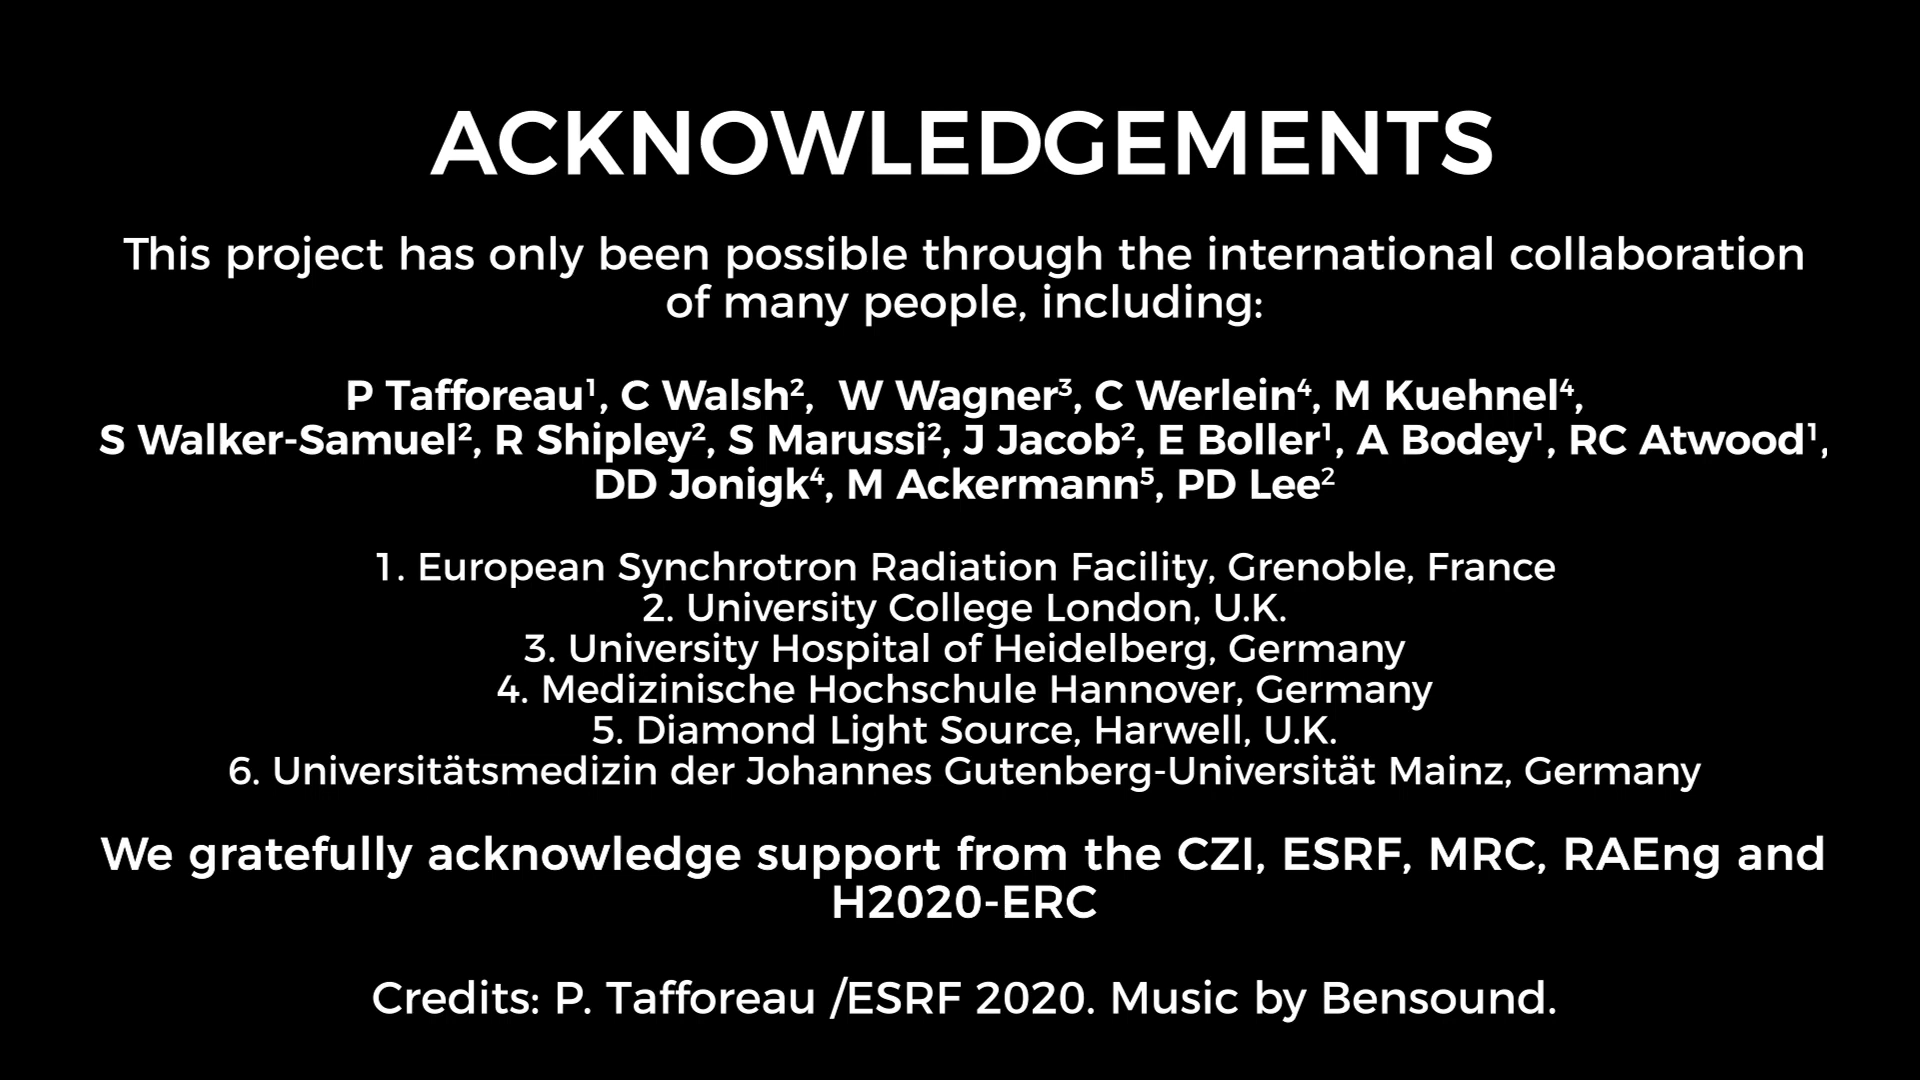 ACKNOWLEDGEMENTS
This project has only been possible through the international collaboration
of many people, including:
P Tafforeau¹, C Walsh², W Wagner³, C Werlein⁴, M Kuehnel⁴,
S Walker-Samuel², R Shipley², S Marussi², J Jacob², E Boller¹, A Bodey¹, RC Atwood¹,
DD Jonigk⁴, M Ackermann⁵, PD Lee²
1. European Synchrotron Radiation Facility, Grenoble, France
2. University College London, U.K.
3. University Hospital of Heidelberg, Germany
4. Medizinische Hochschule Hannover, Germany
5. Diamond Light Source, Harwell, U.K.
6. Universitätsmedizin der Johannes Gutenberg-Universität Mainz, Germany
We gratefully acknowledge support from the CZI, ESRF, MRC, RAEng and
H2020-ERC
Credits: P. Tafforeau /ESRF 2020. Music by Bensound.